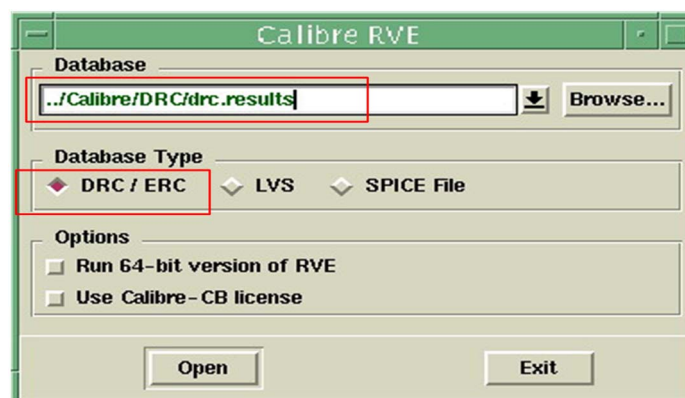 Calibre RVE
Database
../Calibre/DRC/drc.results
Browse...
Database Type
DRC / ERC LVS SPICE File
Options
Run 64-bit version of RVE
Use Calibre-CB license
Open Exit